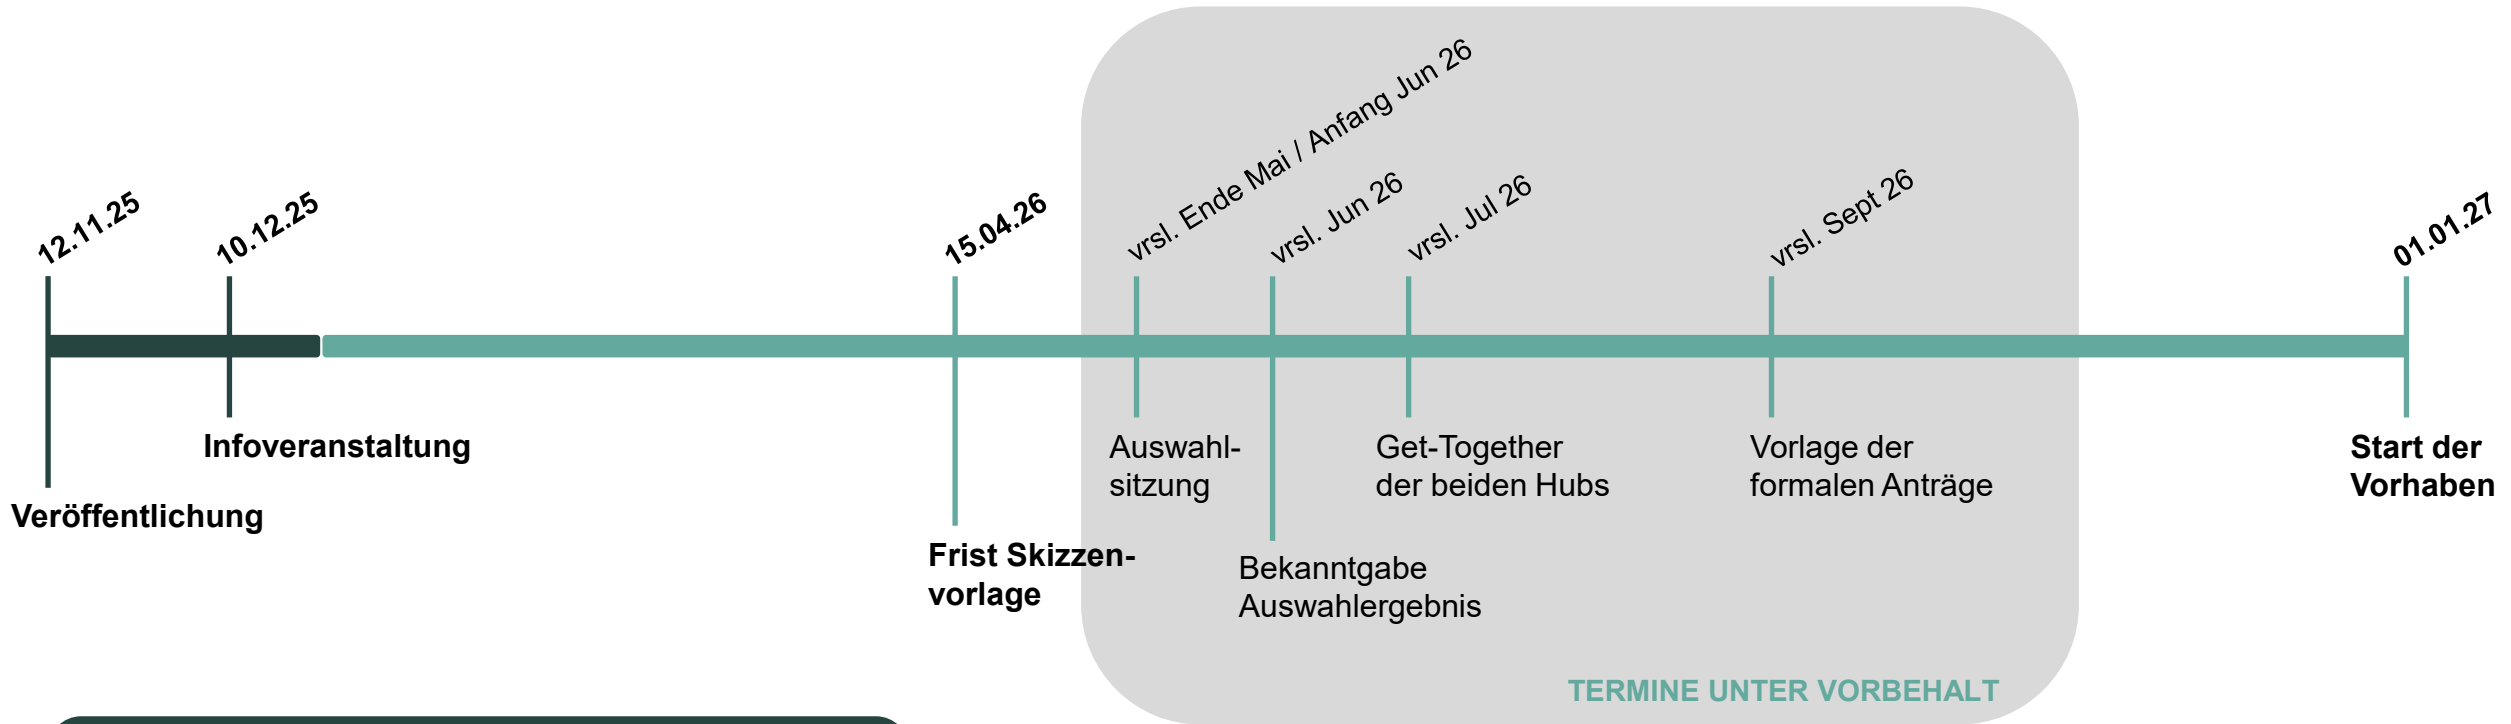 12.11.25
10.12.25
15.04.26
vrsl. Ende Mai / Anfang Jun 26
vrsl. Jun 26
vrsl. Jul 26
vrsl. Sept 26
01.01.27
Veröffentlichung
Infoveranstaltung
Frist Skizzen-
vorlage
Auswahl-
sitzung
Bekanntgabe
Auswahlergebnis
Get-Together
der beiden Hubs
Vorlage der
formalen Anträge
Start der
Vorhaben
TERMINE UNTER VORBEHALT